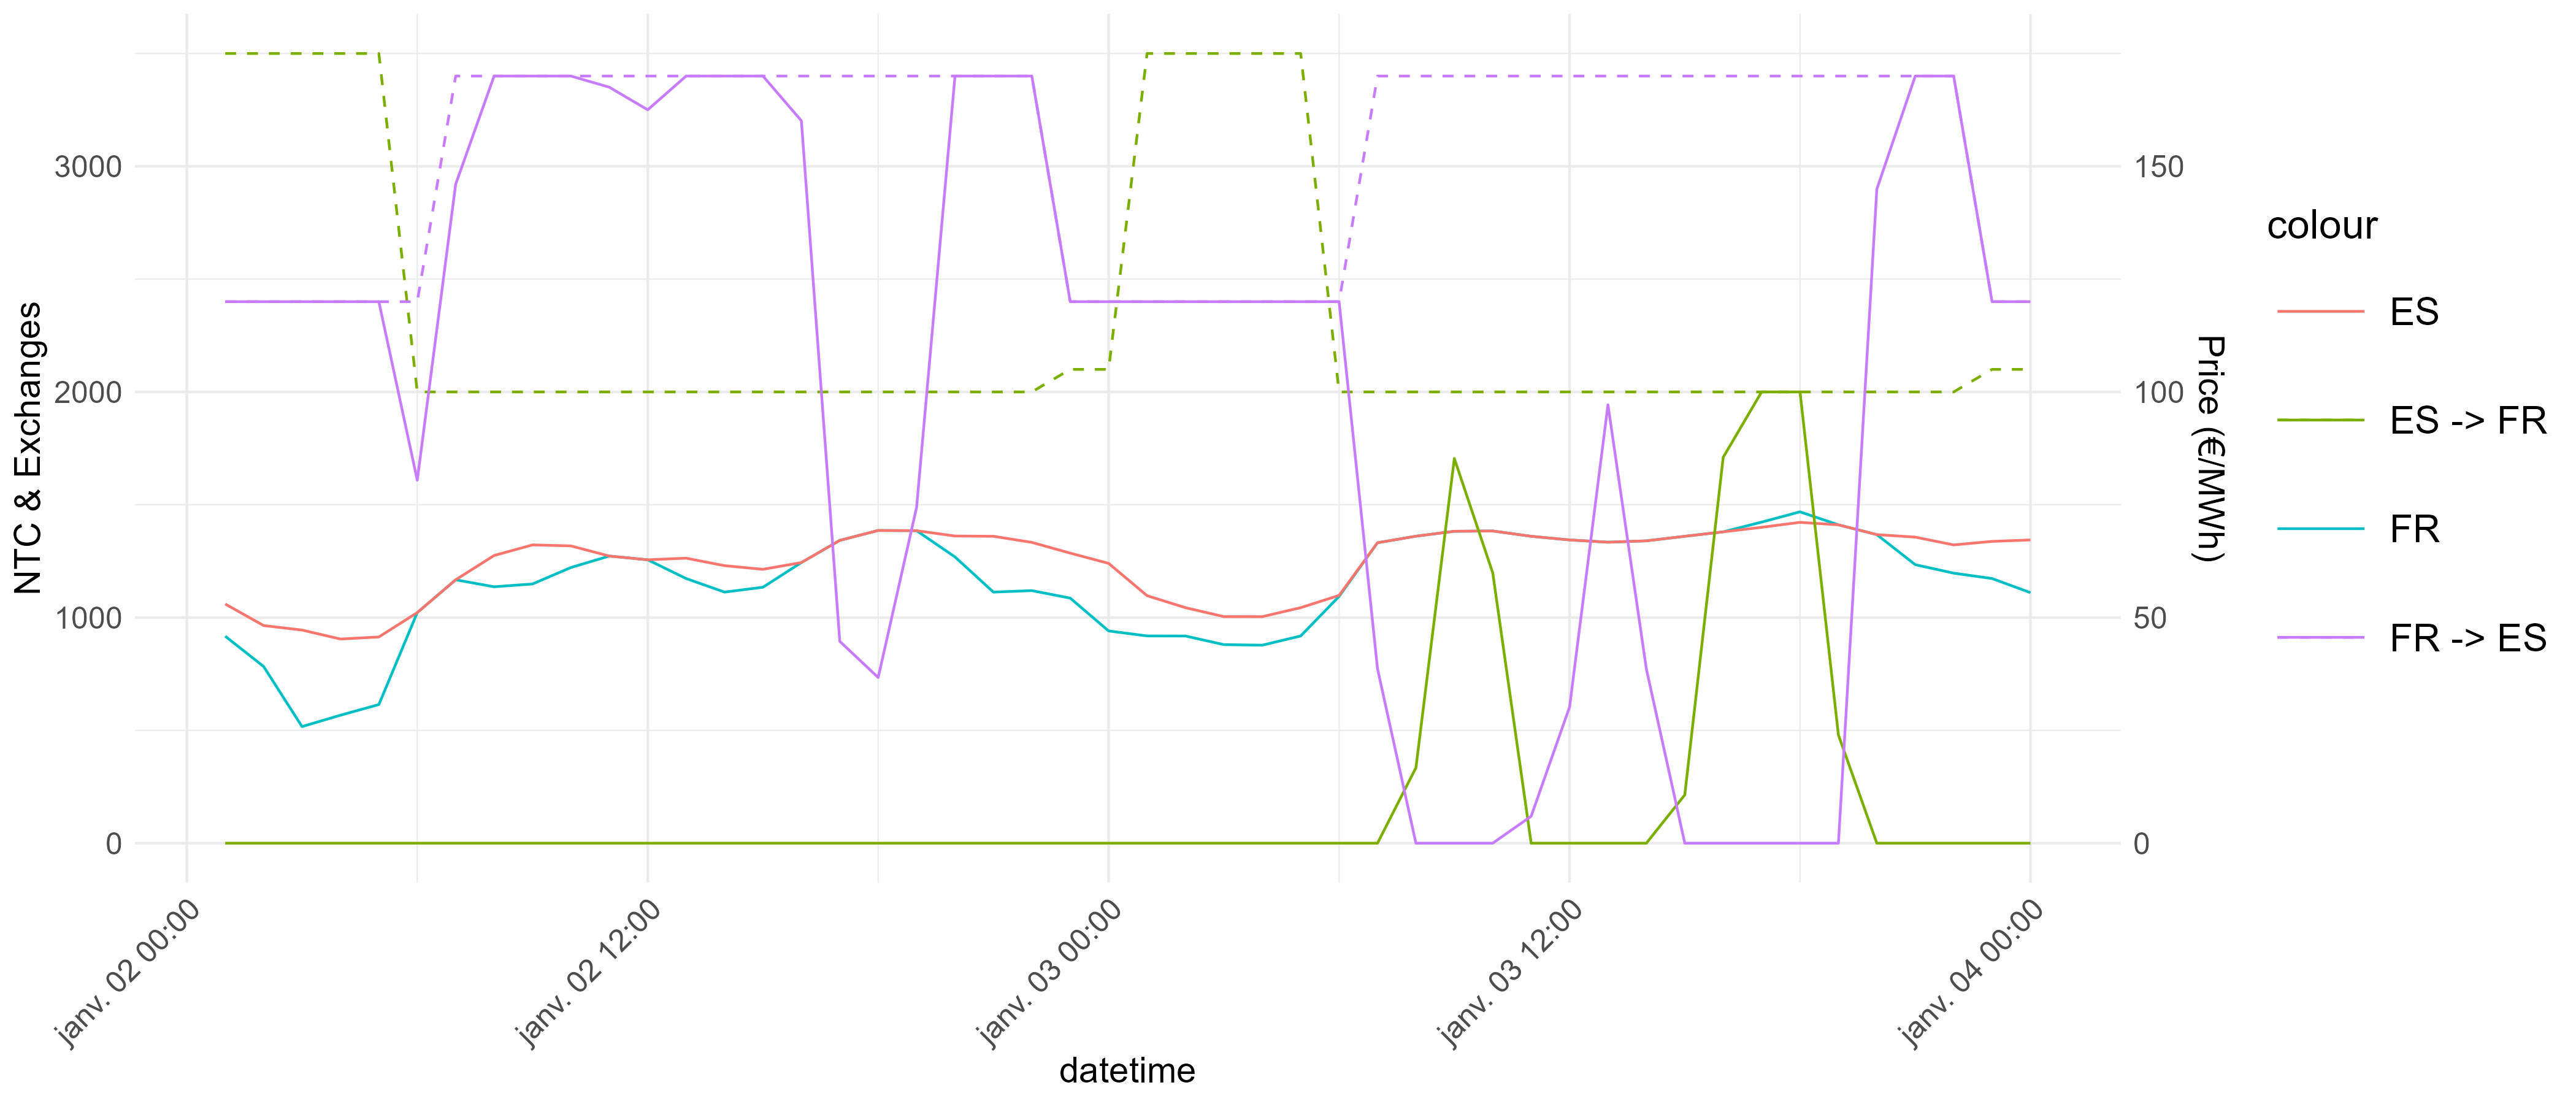 NTC & Exchanges
3000
2000
1000
0
150
100
50
0
Price (€/MWh)
janv. 02 00:00
janv. 02 12:00
janv. 03 00:00
janv. 03 12:00
janv. 04 00:00
datetime
colour
ES
ES -> FR
FR
FR -> ES